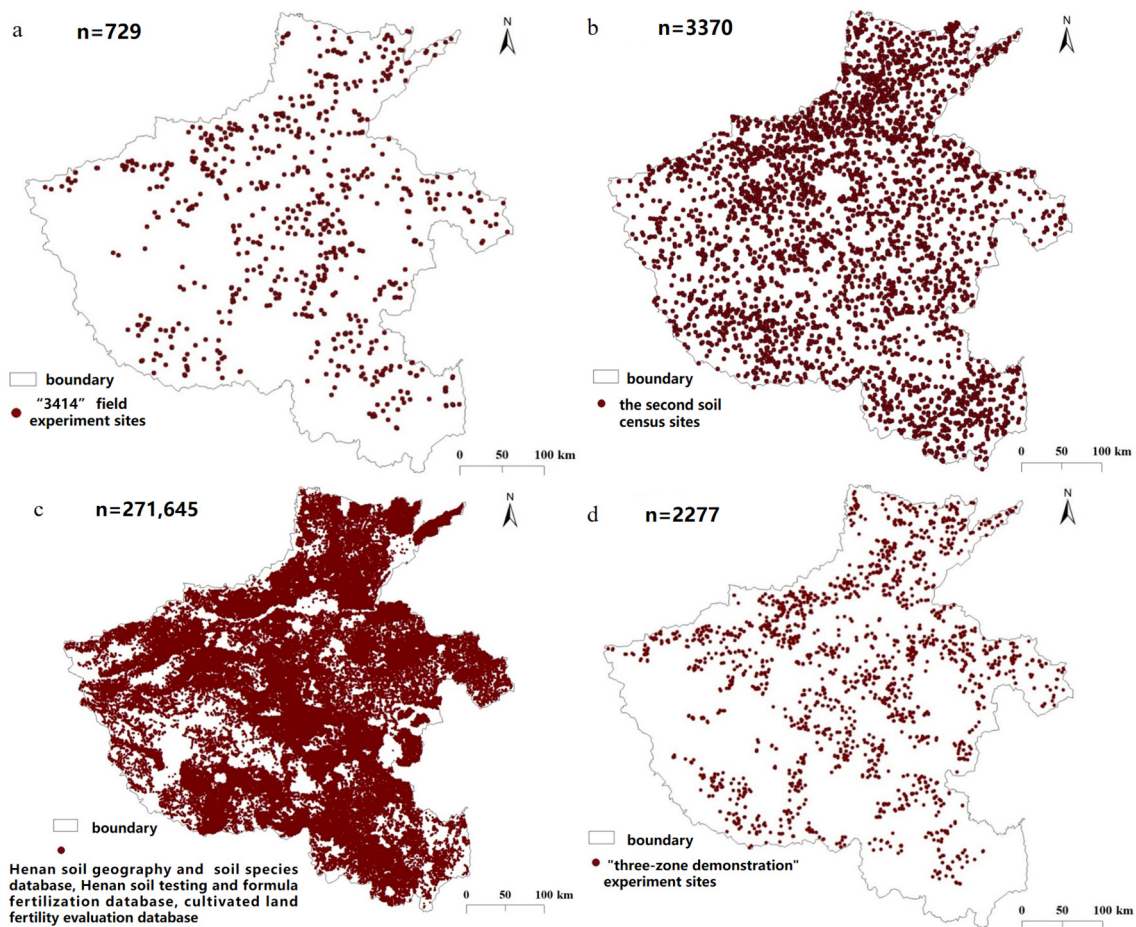 a
n=729
N
boundary
“3414” field
experiment sites
0 50 100 km
b
n=3370
N
boundary
the second soil
census sites
0 50 100 km
c
n=271,645
N
boundary
Henan soil geography and soil species
database, Henan soil testing and formula
fertilization database, cultivated land
fertility evaluation database
0 50 100 km
d
n=2277
N
boundary
"three-zone demonstration"
experiment sites
0 50 100 km